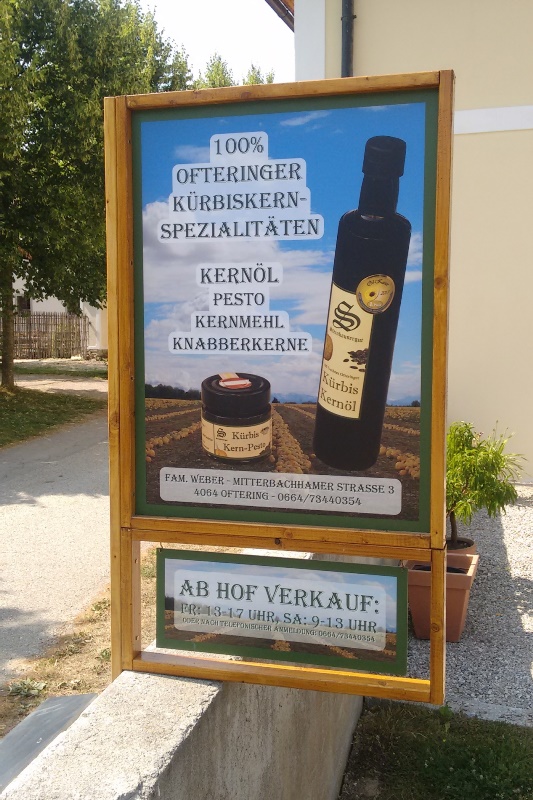 100%
OFTERINGER
KÜRBISKERN-
SPEZIALITÄTEN
KERNÖL
PESTO
KERNMEHL
KNABBERKERNE
S
Kürbis
Kernöl
S
Kürbis
Kern-Pesto
FAM. WEBER - MITTERBACHHAMER STRASSE 3
4064 OFTERING - 0664/73440354
AB HOF VERKAUF:
FR: 13-17 UHR, SA: 9-13 UHR
ODER NACH TELEFONISCHER ANMELDUNG: 0664/73440354